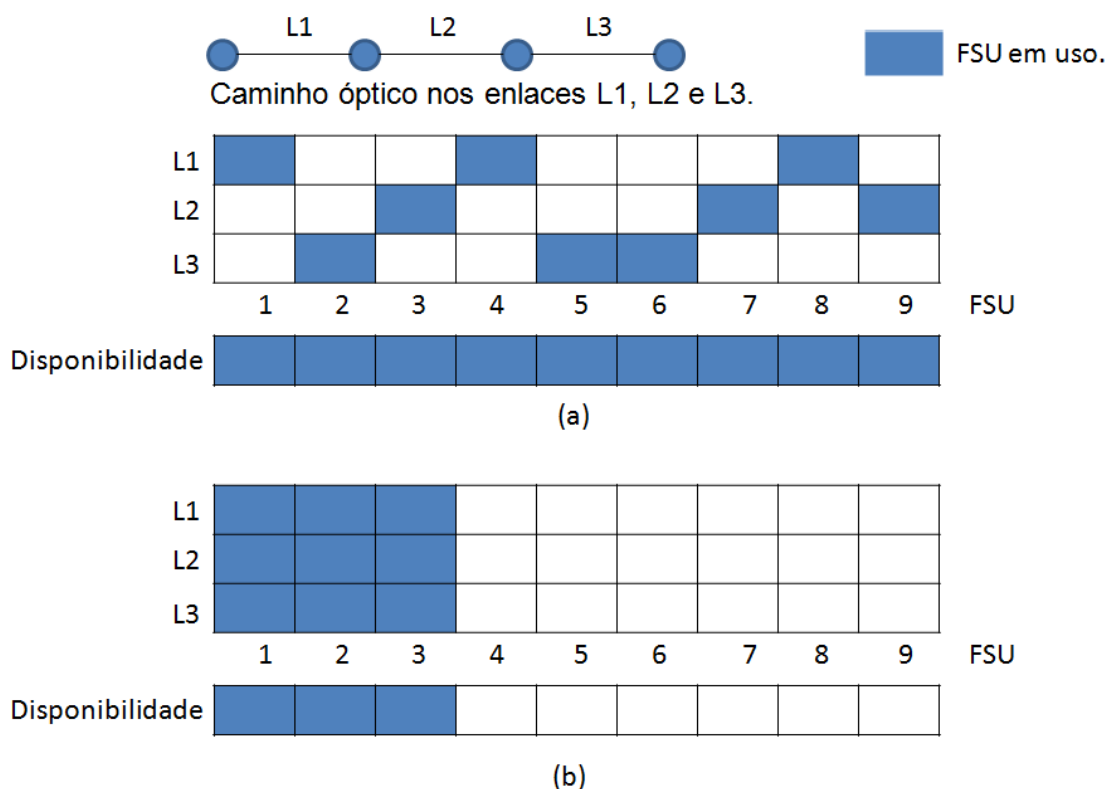 L1 L2 L3
FSU em uso.
Caminho óptico nos enlaces L1, L2 e L3.
L1
L2
L3
1 2 3 4 5 6 7 8 9 FSU
Disponibilidade
(a)
L1
L2
L3
1 2 3 4 5 6 7 8 9 FSU
Disponibilidade
(b)